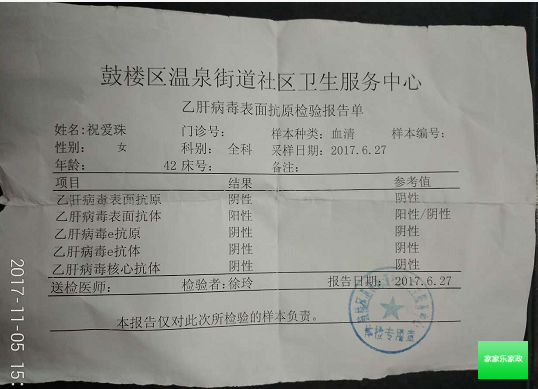 鼓楼区温泉街道社区卫生服务中心
乙肝病毒表面抗原检验报告单
姓名:祝爱珠 门诊号: 样本种类:血清 样本编号:
性别: 女 科别: 全科 采样日期:2017.6.27
年龄: 42 床号: 备注:
项目 结果 参考值
乙肝病毒表面抗原 阴性 阴性
乙肝病毒表面抗体 阳性 阳性/阴性
乙肝病毒e抗原 阴性 阴性
乙肝病毒e抗体 阴性 阴性
乙肝病毒核心抗体 阴性 阴性
送检医师: 检验者:徐玲 报告日期: 2017.6.27
本报告仅对此次所检验的样本负责。
2017-11-05 15:
家家乐家政